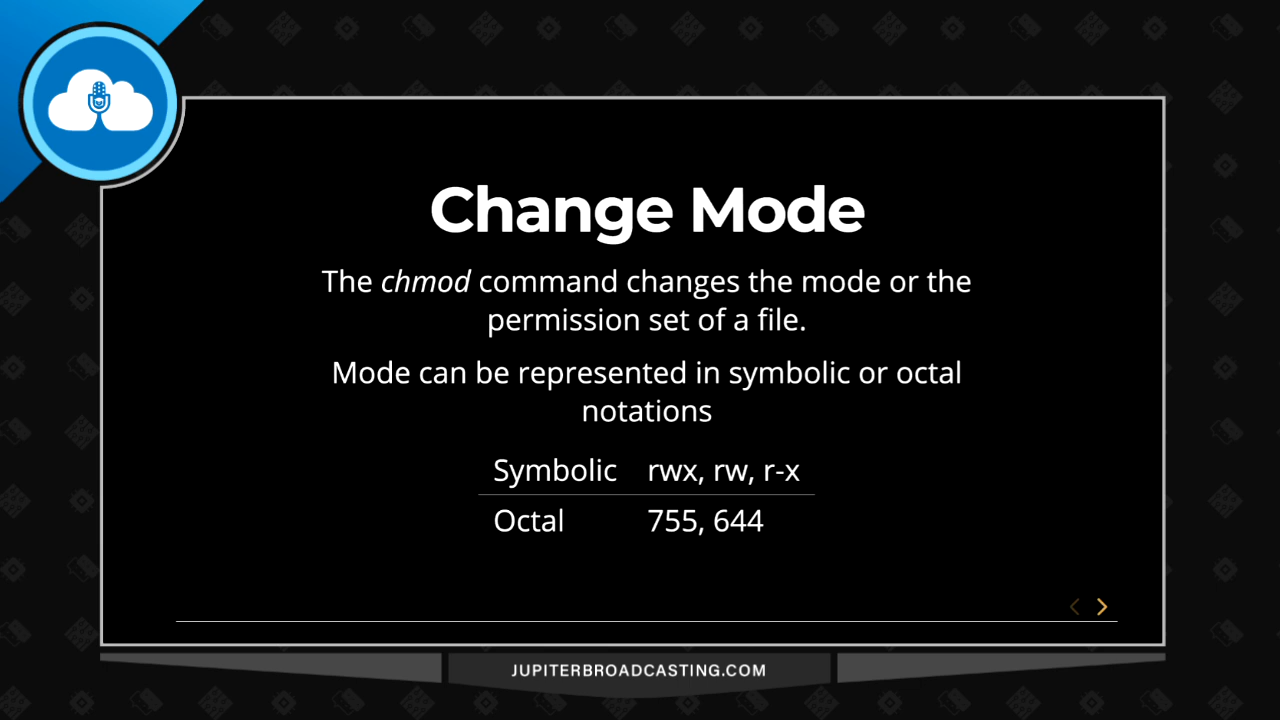 Change Mode
The chmod command changes the mode or the
permission set of a file.
Mode can be represented in symbolic or octal
notations
Symbolic rwx, rw, r-x
Octal 755, 644
JUPITERBROADCASTING.COM